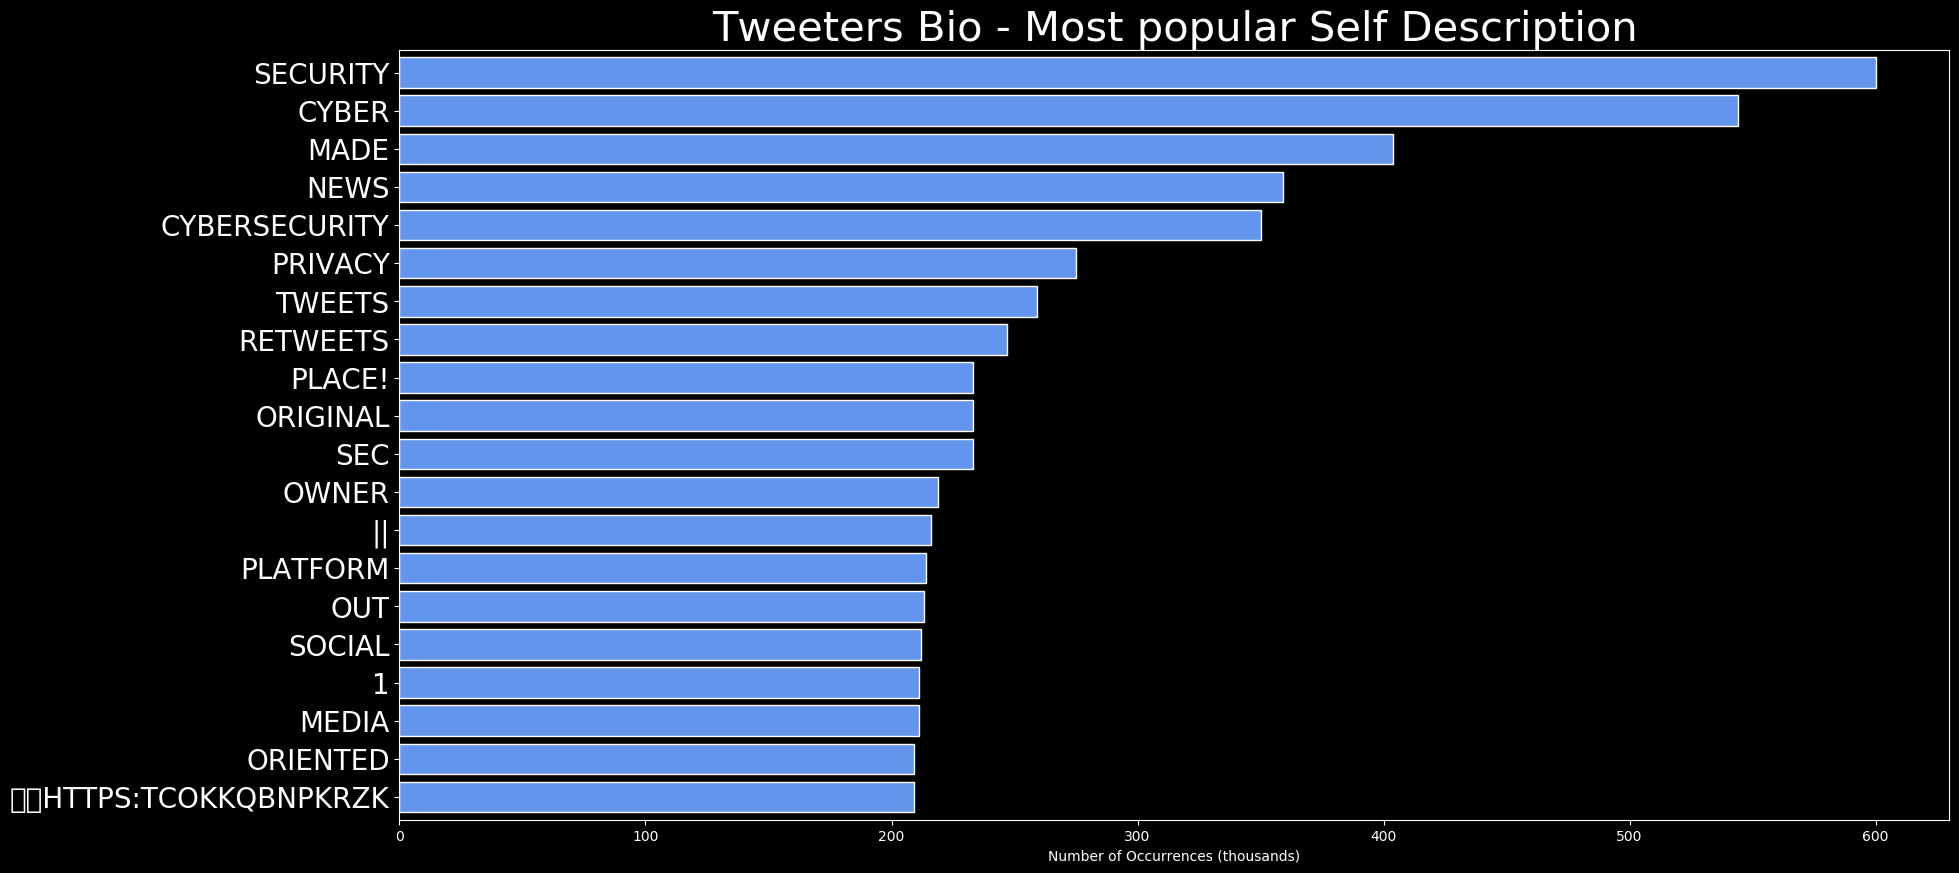 Tweeters Bio - Most popular Self Description
SECURITY
CYBER
MADE
NEWS
CYBERSECURITY
PRIVACY
TWEETS
RETWEETS
PLACE!
ORIGINAL
SEC
OWNER
||
PLATFORM
OUT
SOCIAL
1
MEDIA
ORIENTED
HTTPS:TCOKKQBNPKRZK
0 100 200 300 400 500 600
Number of Occurrences (thousands)